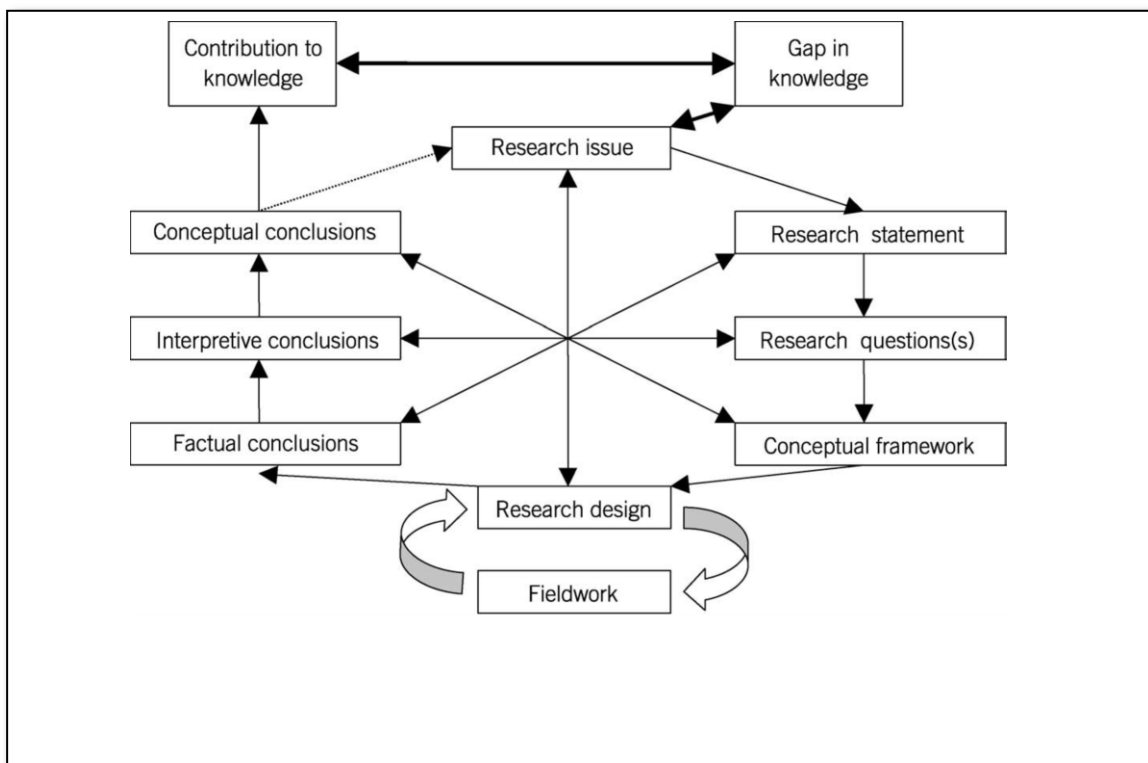 Contribution to
knowledge
Gap in
knowledge
Research issue
Conceptual conclusions
Research statement
Interpretive conclusions
Research questions(s)
Factual conclusions
Conceptual framework
Research design
Fieldwork